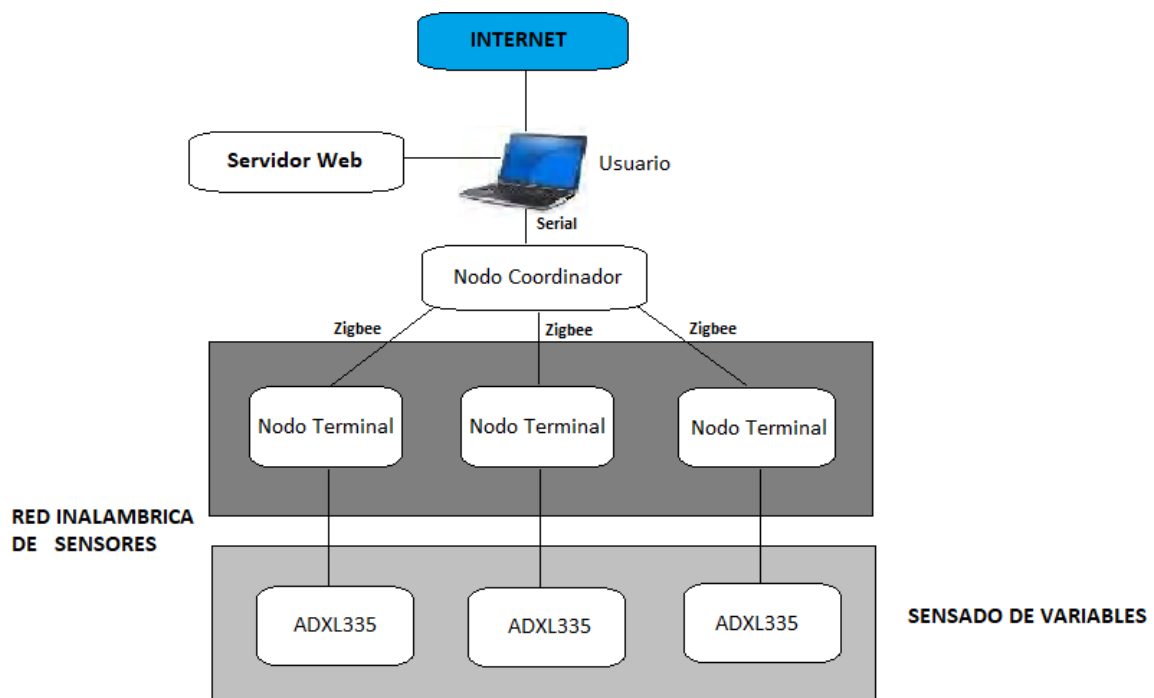 INTERNET
Servidor Web
Usuario
Serial
Nodo Coordinador
Zigbee
Zigbee
Zigbee
Nodo Terminal
Nodo Terminal
Nodo Terminal
RED INALAMBRICA
DE SENSORES
ADXL335
ADXL335
ADXL335
SENSADO DE VARIABLES